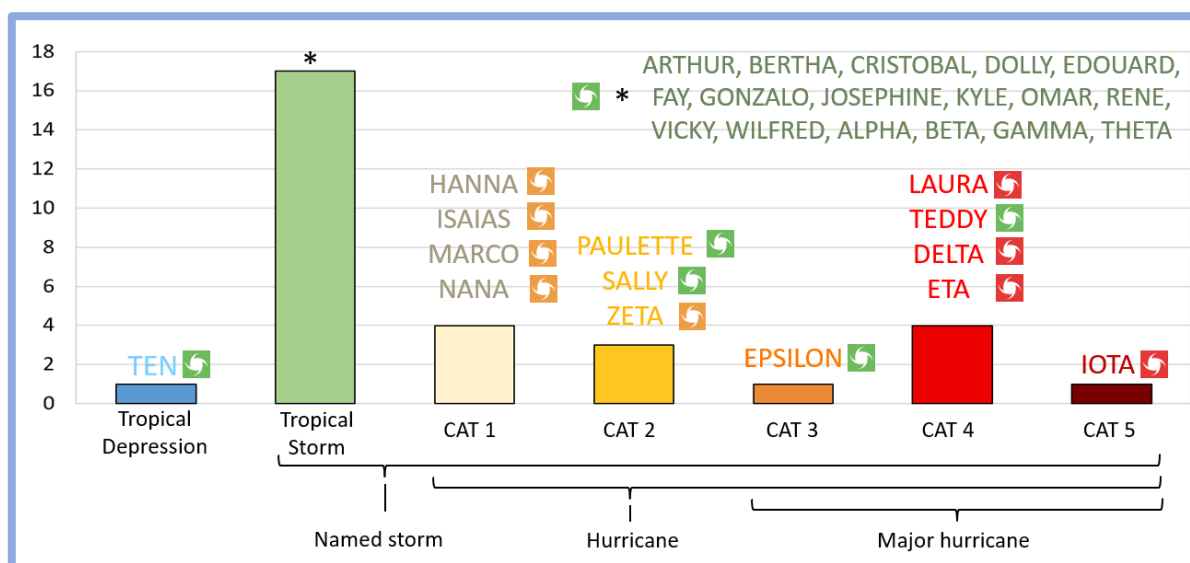 18
16
14
12
10
8
6
4
2
0
*
* ARTHUR, BERTHA, CRISTOBAL, DOLLY, EDOUARD,
FAY, GONZALO, JOSEPHINE, KYLE, OMAR, RENE,
VICKY, WILFRED, ALPHA, BETA, GAMMA, THETA
TEN
HANNA
ISAIAS
MARCO
NANA
PAULETTE
SALLY
ZETA
EPSILON
LAURA
TEDDY
DELTA
ETA
IOTA
Tropical
Depression
Tropical
Storm
CAT 1
CAT 2
CAT 3
CAT 4
CAT 5
Named storm
Hurricane
Major hurricane